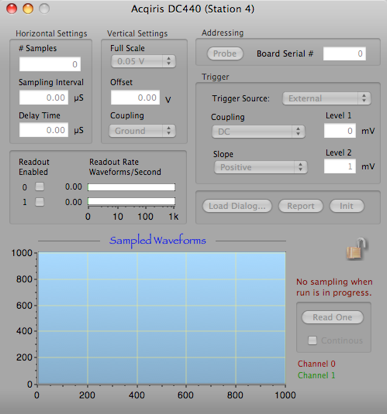 Acqiris DC440 (Station 4)
Horizontal Settings
# Samples
0
Sampling Interval
0.00 µS
Delay Time
0.00 µS
Vertical Settings
Full Scale
0.05 V
Offset
0.00 V
Coupling
Ground
Addressing
Probe Board Serial # 0
Trigger
Trigger Source: External
Coupling Level 1
DC 0 mV
Slope Level 2
Positive 1 mV
Readout Enabled
Readout Rate
Waveforms/Second
0 0.00
1 0.00
0 10 100 1k
Load Dialog... Report Init
Sampled Waveforms
1000
800
600
400
200
0
0 200 400 600 800 1000
No sampling when
run is in progress.
Read One
Continous
Channel 0
Channel 1